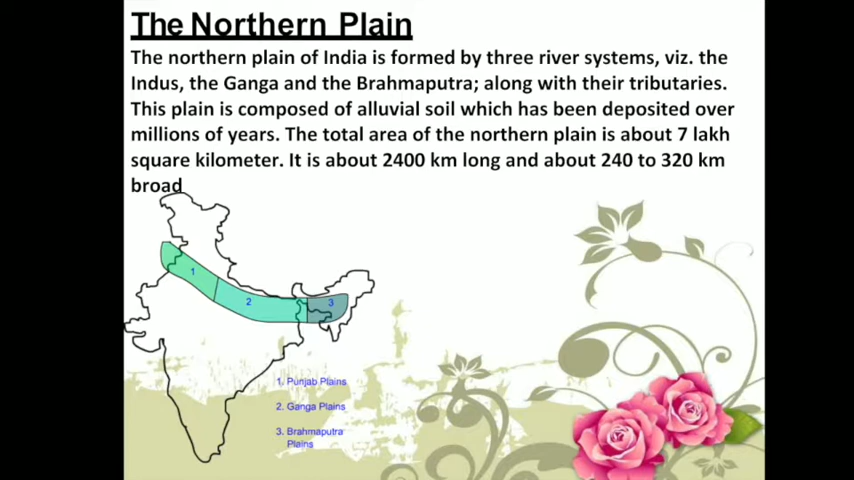 The Northern Plain
The northern plain of India is formed by three river systems, viz. the
Indus, the Ganga and the Brahmaputra; along with their tributaries.
This plain is composed of alluvial soil which has been deposited over
millions of years. The total area of the northern plain is about 7 lakh
square kilometer. It is about 2400 km long and about 240 to 320 km
broad
1
2
3
1. Punjab Plains
2. Ganga Plains
3. Brahmaputra
Plains